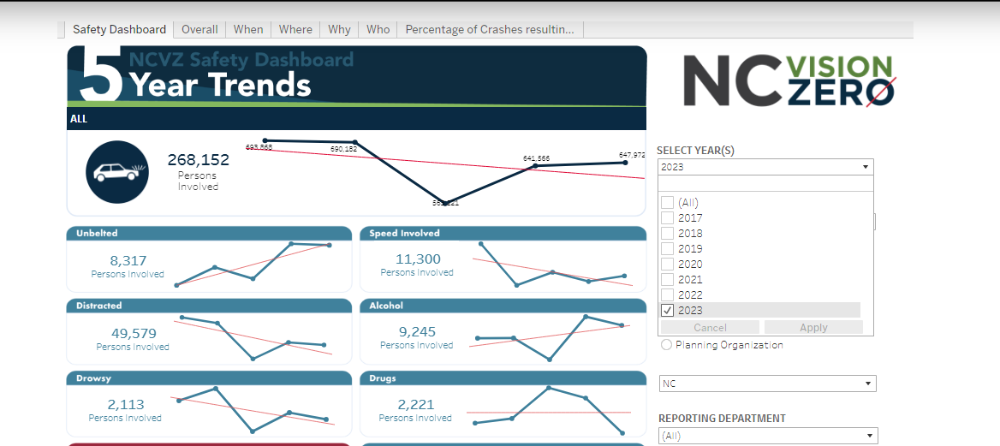 Safety Dashboard
Overall
When
Where
Why
Who
Percentage of Crashes resultin...
5
NCVZ Safety Dashboard
Year Trends
NC VISION ZERO
ALL
268,152
Persons
Involved
693,868
690,182
641,566
647,972
SELECT YEAR(S)
2023
(All)
2017
2018
2019
2020
2021
2022
2023
Cancel
Apply
Planning Organization
NC
REPORTING DEPARTMENT
(All)
Unbelted
8,317
Persons Involved
Speed Involved
11,300
Persons Involved
Distracted
49,579
Persons Involved
Alcohol
9,245
Persons Involved
Drowsy
2,113
Persons Involved
Drugs
2,221
Persons Involved